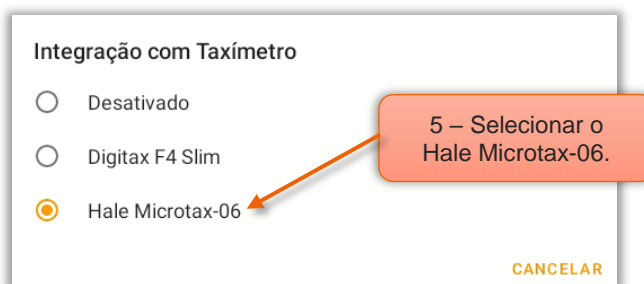 Integração com Taxímetro
Desativado
Digitax F4 Slim
Hale Microtax-06
5 – Selecionar o
Hale Microtax-06.
CANCELAR